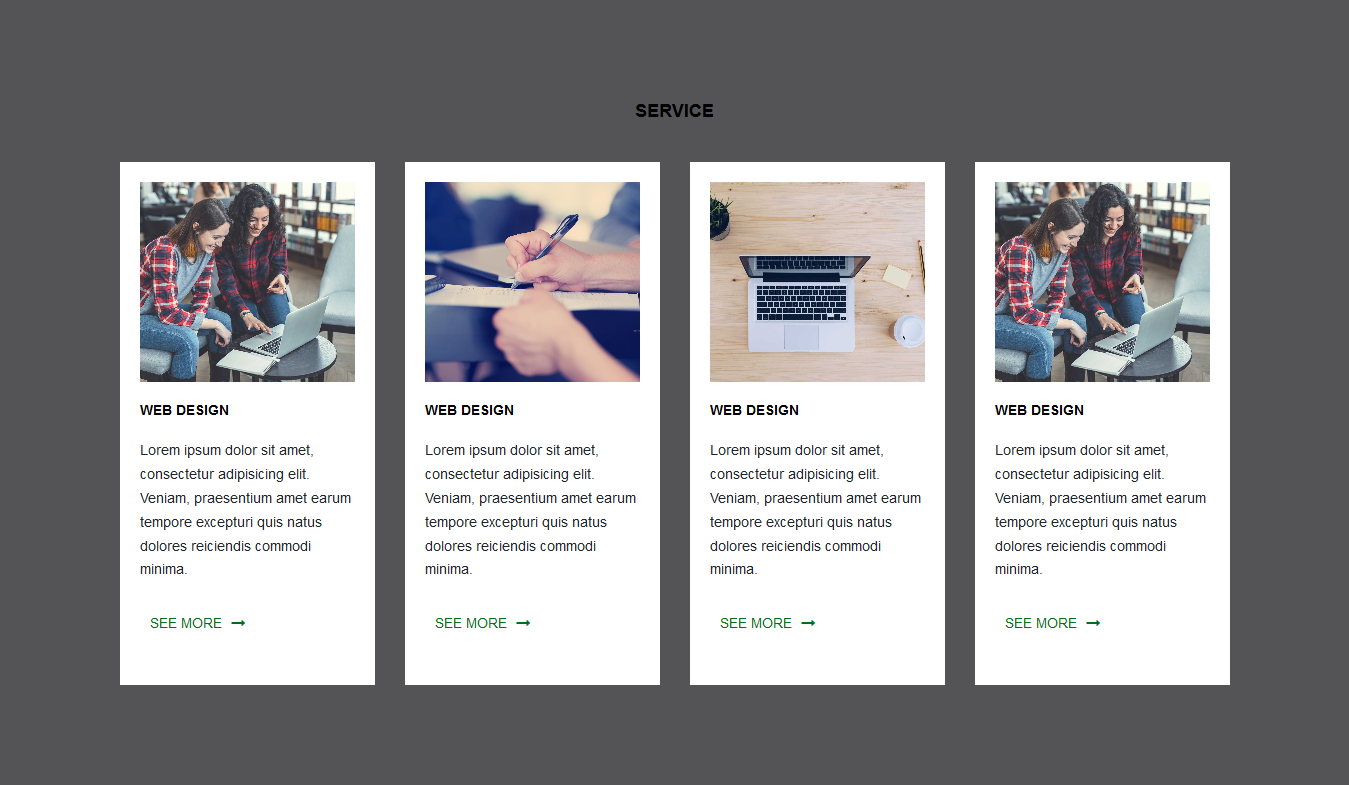 SERVICE
WEB DESIGN
Lorem ipsum dolor sit amet,
consectetur adipisicing elit.
Veniam, praesentium amet earum
tempore excepturi quis natus
dolores reiciendis commodi
minima.
SEE MORE
WEB DESIGN
Lorem ipsum dolor sit amet,
consectetur adipisicing elit.
Veniam, praesentium amet earum
tempore excepturi quis natus
dolores reiciendis commodi
minima.
SEE MORE
WEB DESIGN
Lorem ipsum dolor sit amet,
consectetur adipisicing elit.
Veniam, praesentium amet earum
tempore excepturi quis natus
dolores reiciendis commodi
minima.
SEE MORE
WEB DESIGN
Lorem ipsum dolor sit amet,
consectetur adipisicing elit.
Veniam, praesentium amet earum
tempore excepturi quis natus
dolores reiciendis commodi
minima.
SEE MORE